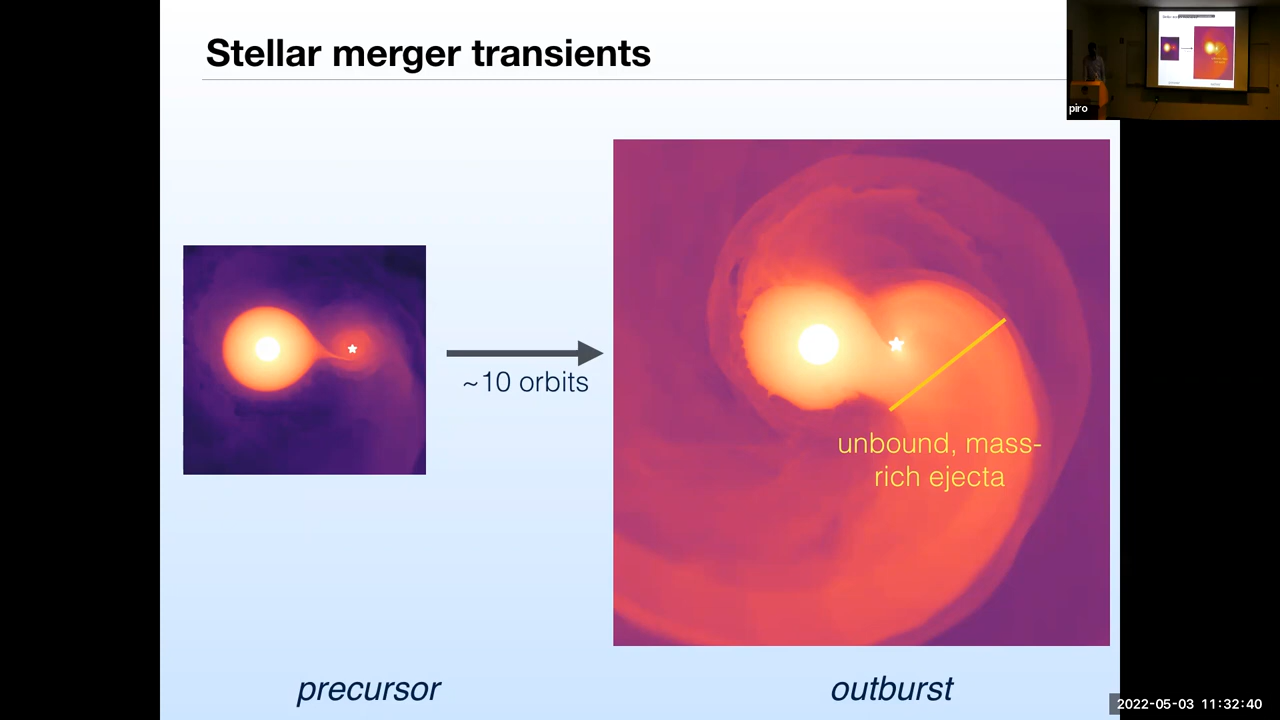 Stellar merger transients
piro
~10 orbits
unbound, mass-
rich ejecta
precursor
outburst
2022-05-03 11:32:40